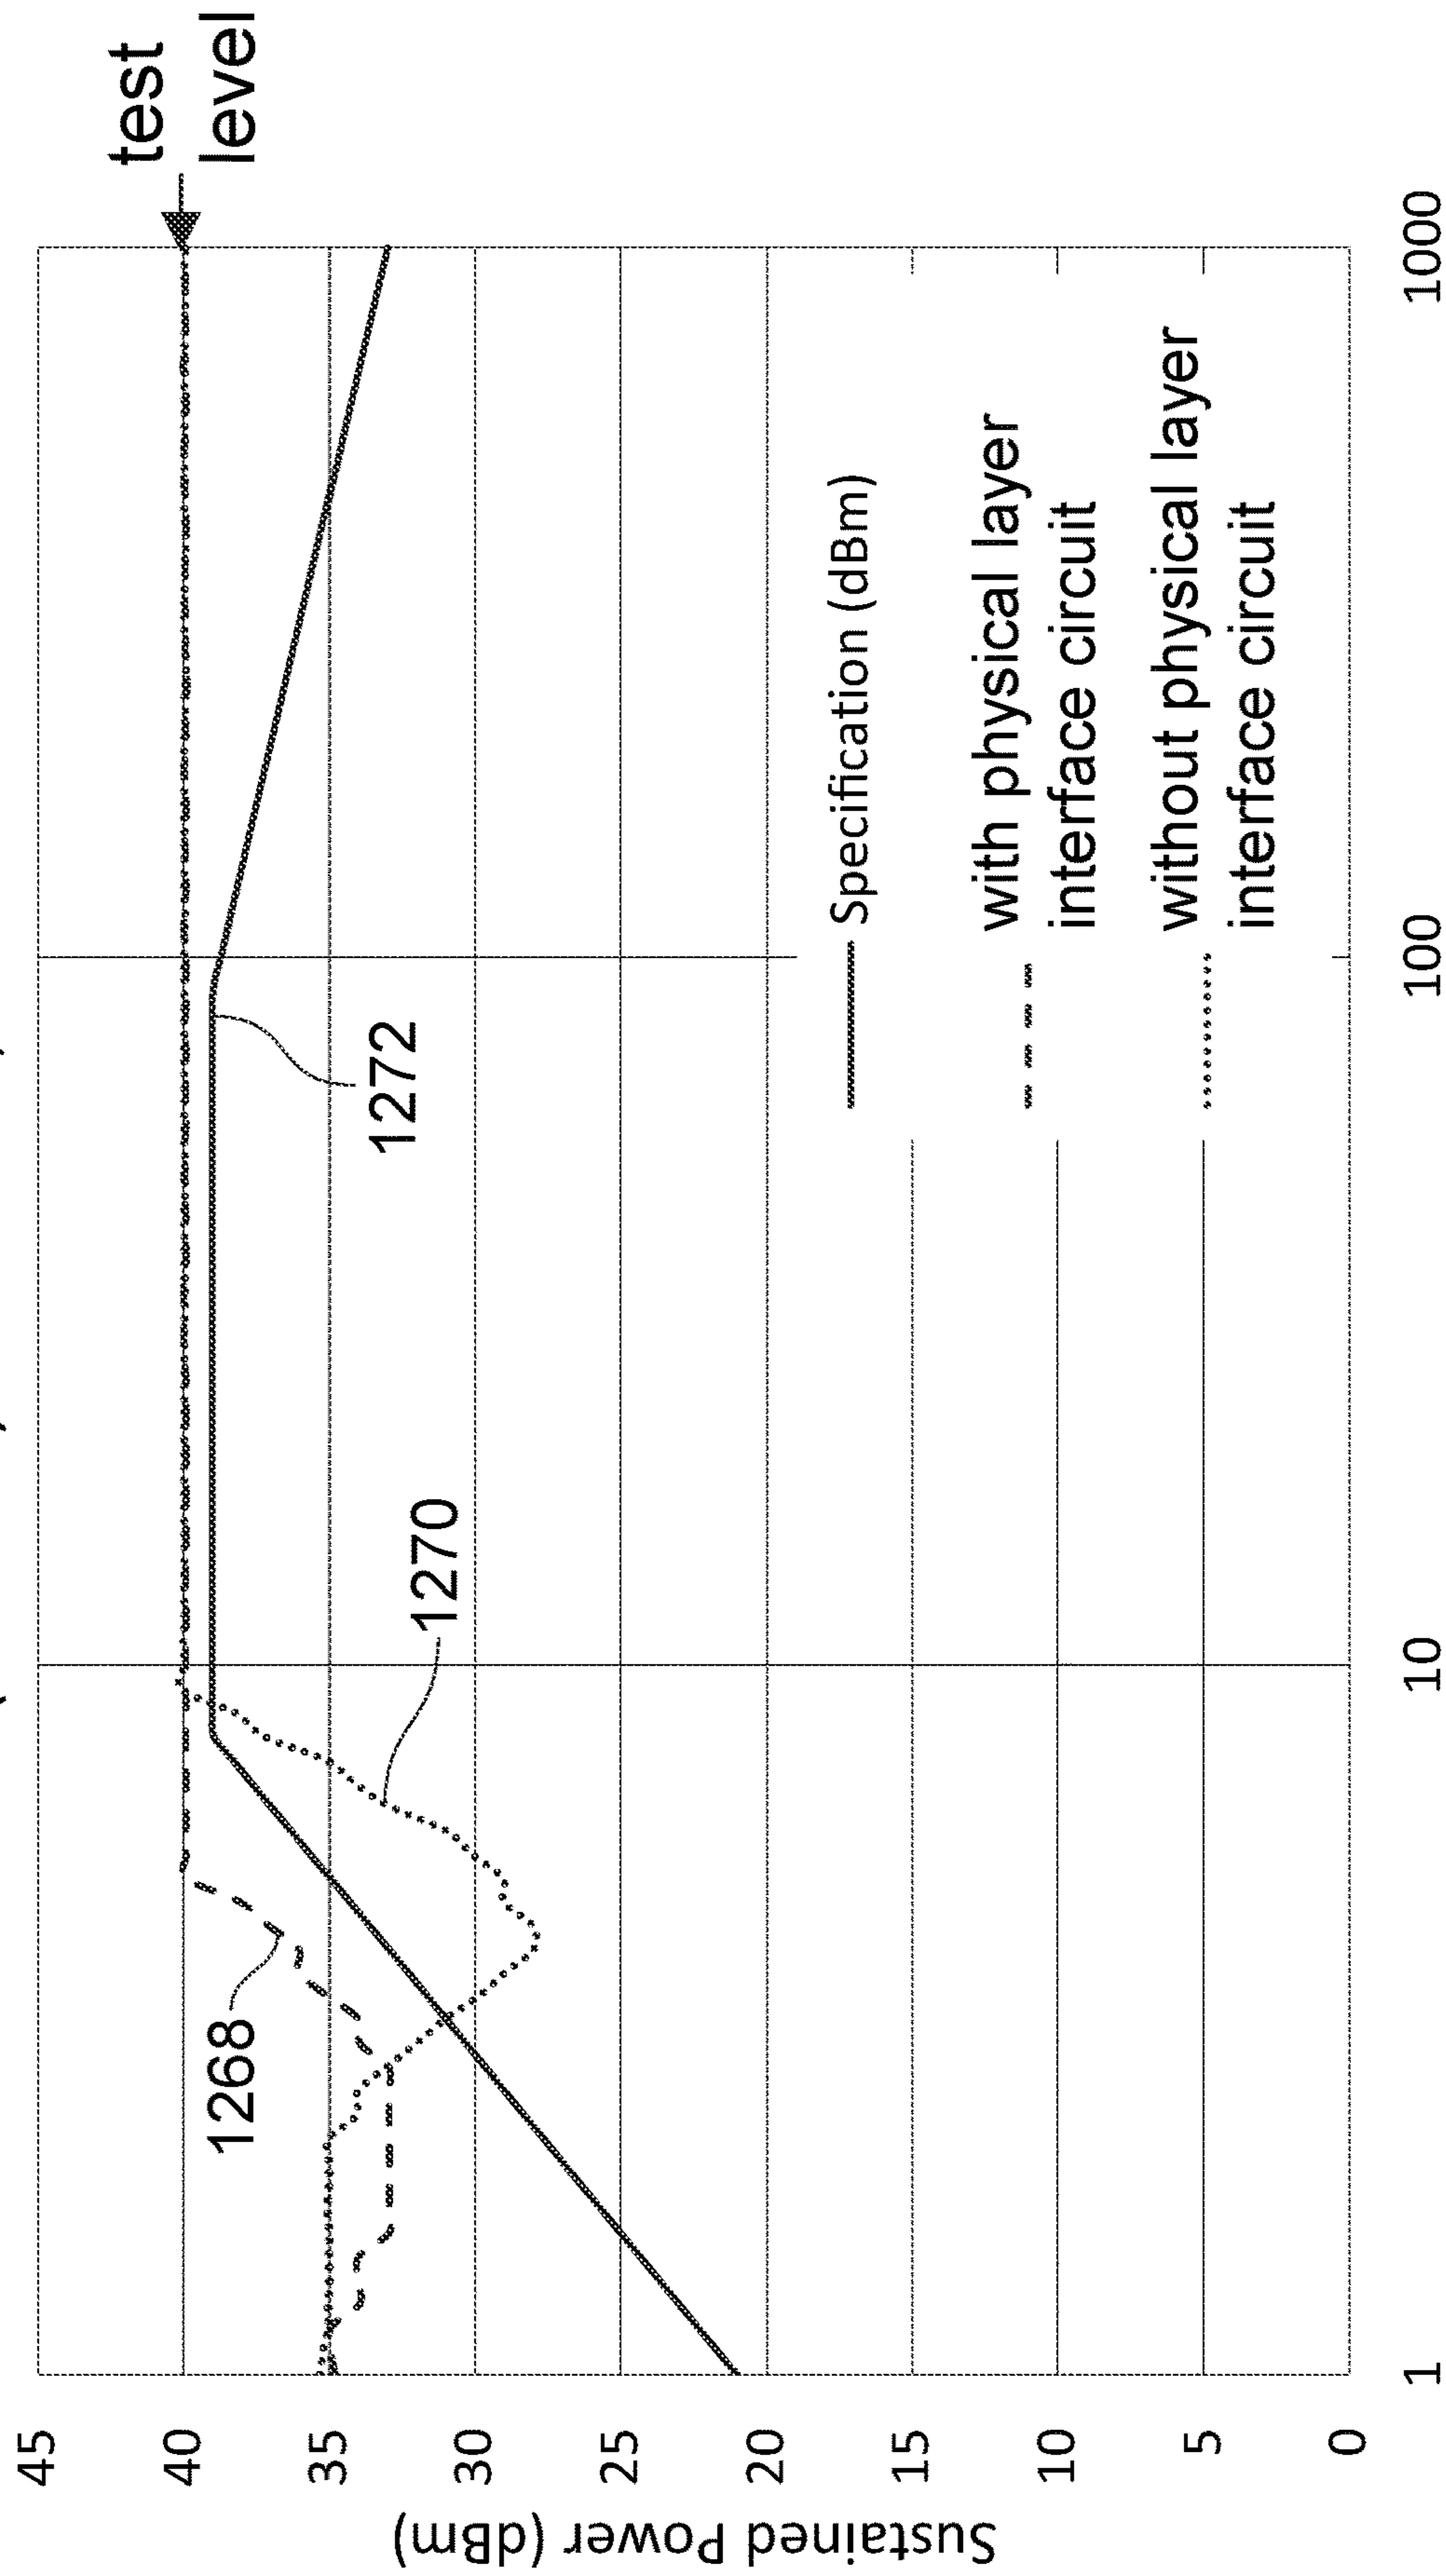 test
level
45
40
35
30
25
20
15
10
5
0
Sustained Power (dBm)
1268
1270
1272
Specification (dBm)
with physical layer
interface circuit
without physical layer
interface circuit
1
10
100
1000